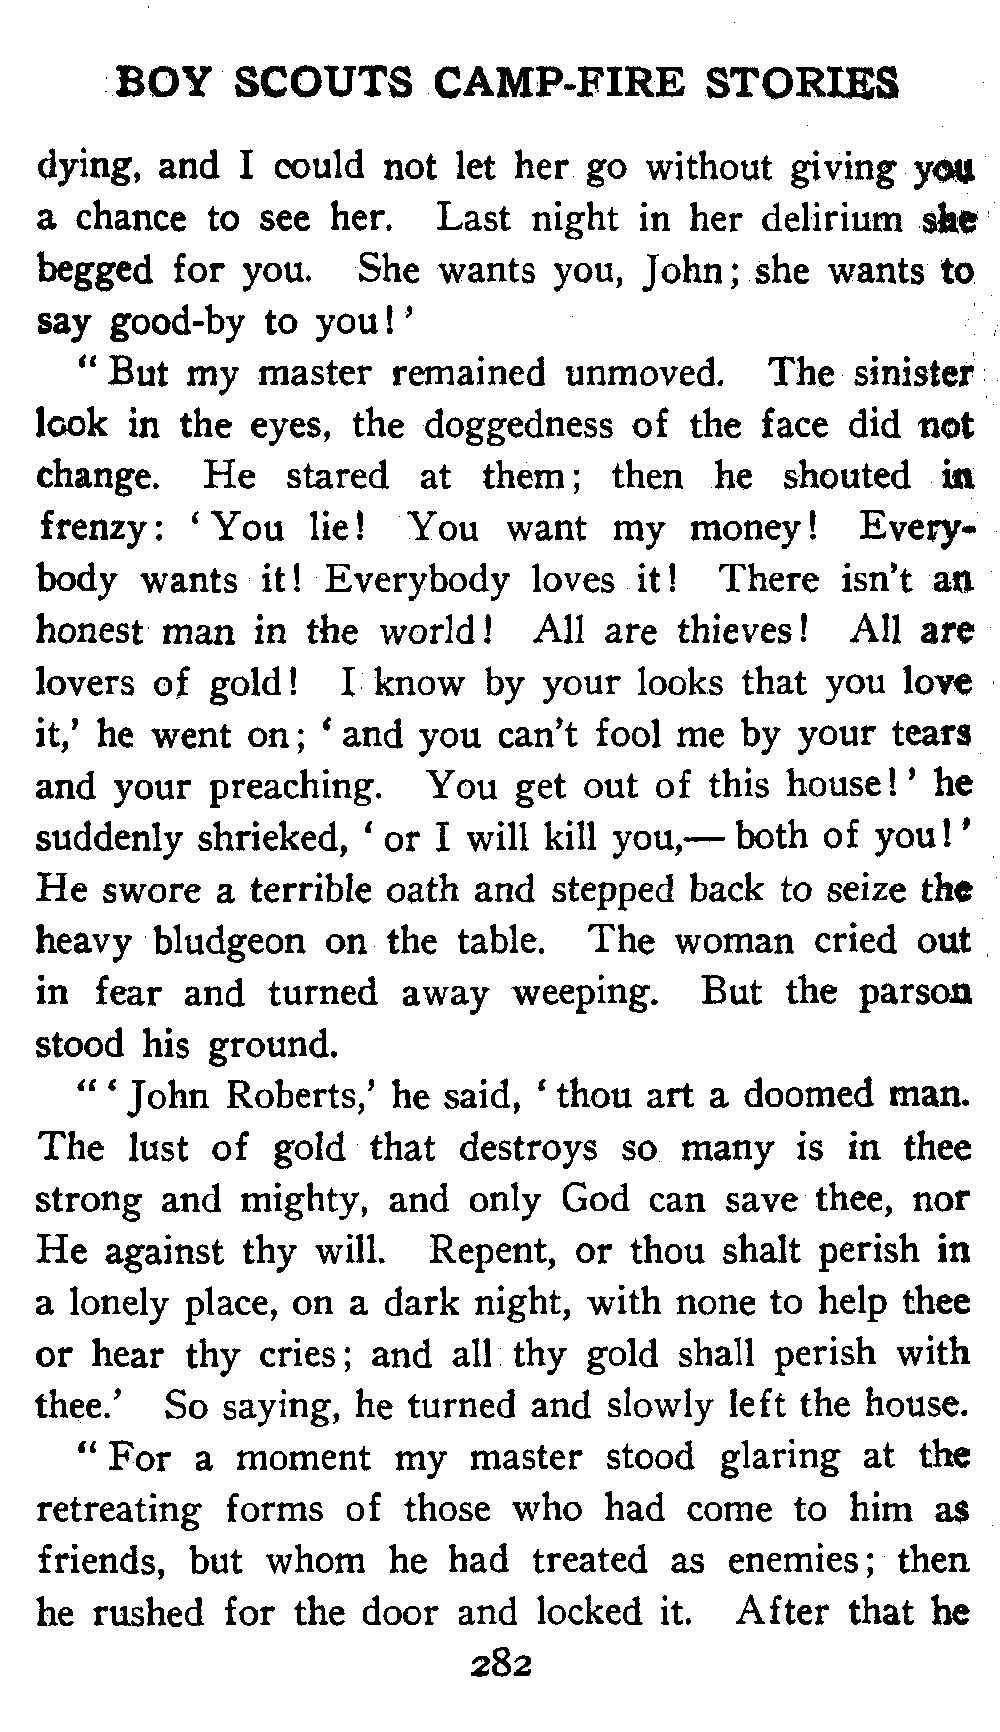 BOY SCOUTS CAMP-FIRE STORIES
dying, and I could not let her go without giving you
a chance to see her. Last night in her delirium she
begged for you. She wants you, John; she wants to
say good-by to you!'
"But my master remained unmoved. The sinister
look in the eyes, the doggedness of the face did not
change. He stared at them; then he shouted in
frenzy: 'You lie! You want my money! Every-
body wants it! Everybody loves it! There isn't an
honest man in the world! All are thieves! All are
lovers of gold! I know by your looks that you love
it,' he went on; 'and you can't fool me by your tears
and your preaching. You get out of this house!' he
suddenly shrieked, 'or I will kill you,— both of you!'
He swore a terrible oath and stepped back to seize the
heavy bludgeon on the table. The woman cried out
in fear and turned away weeping. But the parson
stood his ground.
"'John Roberts,' he said, 'thou art a doomed man.
The lust of gold that destroys so many is in thee
strong and mighty, and only God can save thee, nor
He against thy will. Repent, or thou shalt perish in
a lonely place, on a dark night, with none to help thee
or hear thy cries; and all thy gold shall perish with
thee.' So saying, he turned and slowly left the house.
"For a moment my master stood glaring at the
retreating forms of those who had come to him as
friends, but whom he had treated as enemies; then
he rushed for the door and locked it. After that he
282